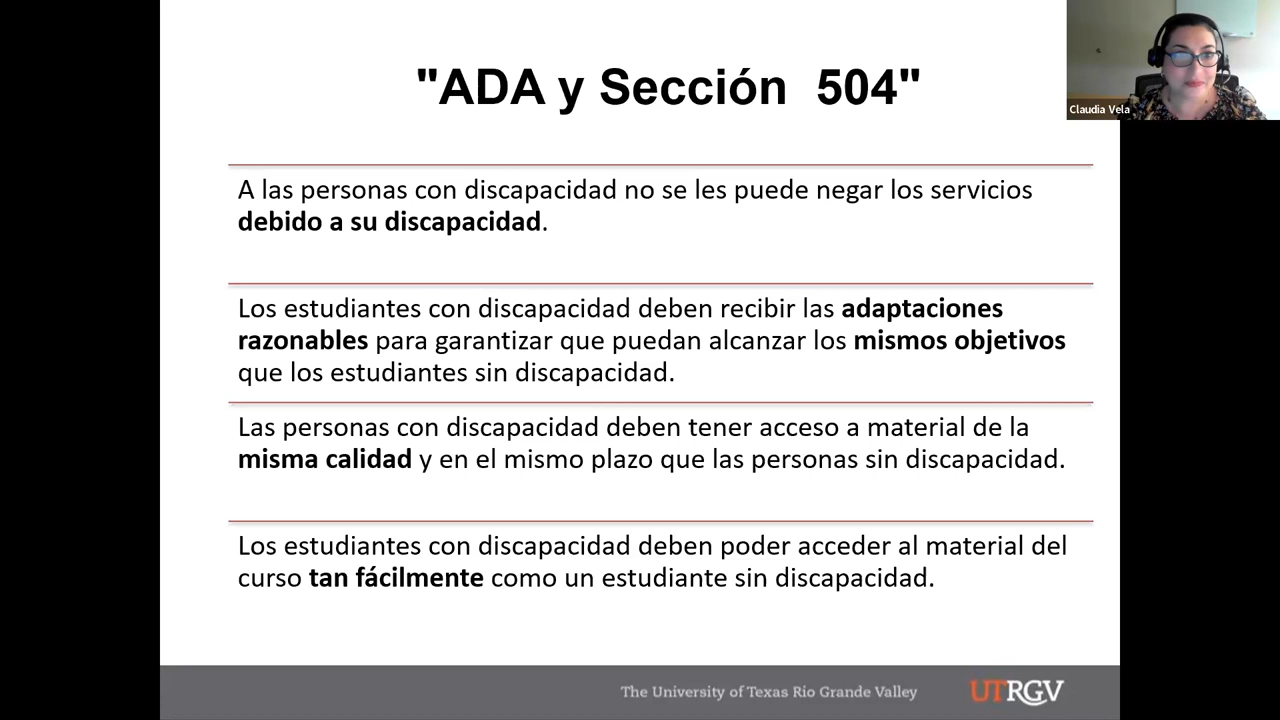 "ADA y Sección 504"
Claudia Vela
A las personas con discapacidad no se les puede negar los servicios
debido a su discapacidad.
Los estudiantes con discapacidad deben recibir las adaptaciones
razonables para garantizar que puedan alcanzar los mismos objetivos
que los estudiantes sin discapacidad.
Las personas con discapacidad deben tener acceso a material de la
misma calidad y en el mismo plazo que las personas sin discapacidad.
Los estudiantes con discapacidad deben poder acceder al material del
curso tan fácilmente como un estudiante sin discapacidad.
The University of Texas Rio Grande Valley
UTRGV